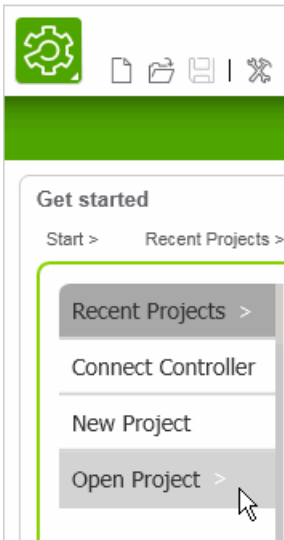 Get started
Start > Recent Projects >
Recent Projects >
Connect Controller
New Project
Open Project >